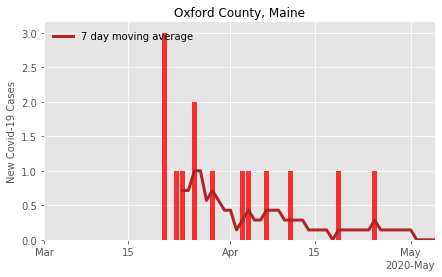 Oxford County, Maine
7 day moving average
New Covid-19 Cases
3.0
2.5
2.0
1.5
1.0
0.5
0.0
Mar
15
Apr
15
May
2020-May